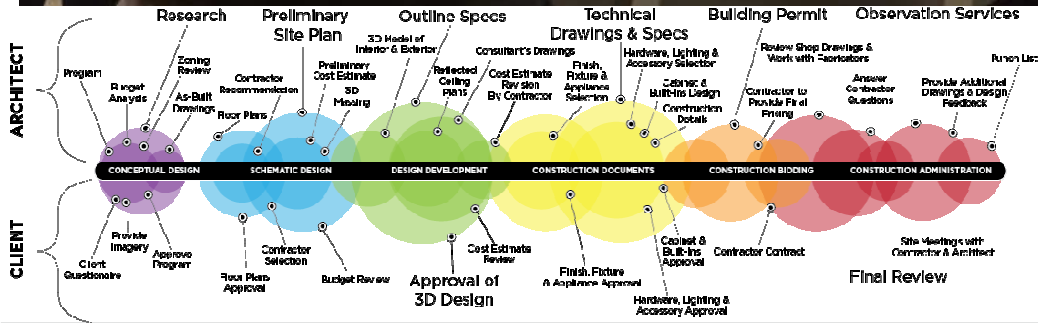 ARCHITECT
Research
Preliminary
Site Plan
Outline Specs
Technical
Drawings & Specs
Building Permit
Observation Services
Program
Budget
Analysis
Zoning
Review
As-Built
Drawings
Floor Plans
Contractor
Recommendation
Preliminary
Cost Estimate
3D
Massing
3D Model of
Interior & Exterior
Reflected
Ceiling
Plans
Consultant's Drawings
Cost Estimate
Revision
By Contractor
Finish,
Fixture &
Appliance
Selection
Hardware, Lighting &
Accessory Selection
Cabinet &
Built-Ins Design
Construction
Details
Review Shop Drawings &
Work with Fabricators
Contractor to
Provide Final
Pricing
Answer
Contractor
Questions
Provide Additional
Drawings & Design
Feedback
Punch List
CONCEPTUAL DESIGN
SCHEMATIC DESIGN
DESIGN DEVELOPMENT
CONSTRUCTION DOCUMENTS
CONSTRUCTION BIDDING
CONSTRUCTION ADMINISTRATION
CLIENT
Client
Questionaire
Provide
Imagery
Approve
Program
Floor Plans
Approval
Contractor
Selection
Budget Review
Approval of
3D Design
Cost Estimate
Review
Finish, Fixture
& Appliance Approval
Hardware, Lighting &
Accessory Approval
Cabinet &
Built-Ins
Approval
Contractor Contract
Site Meetings with
Contractor & Architect
Final Review